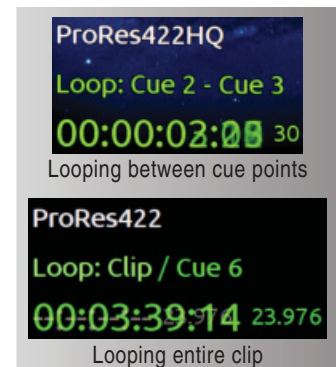 ProRes422HQ
Loop: Cue 2 - Cue 3
30
Looping between cue points
ProRes422
Loop: Clip / Cue 6
00:03:39:14 23.976
Looping entire clip